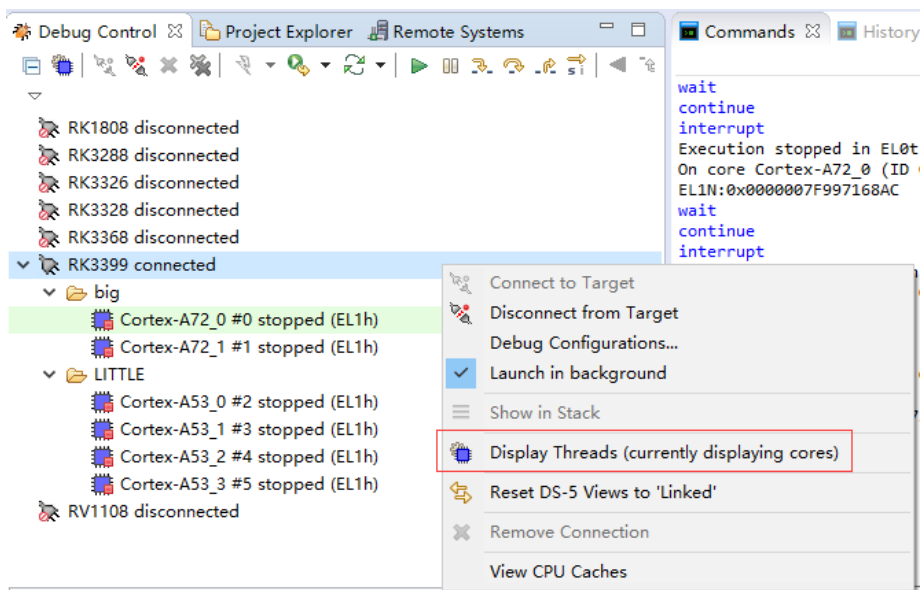 Debug Control Project Explorer Remote Systems
RK1808 disconnected
RK3288 disconnected
RK3326 disconnected
RK3328 disconnected
RK3368 disconnected
RK3399 connected
big
Cortex-A72_0 #0 stopped (EL1h)
Cortex-A72_1 #1 stopped (EL1h)
LITTLE
Cortex-A53_0 #2 stopped (EL1h)
Cortex-A53_1 #3 stopped (EL1h)
Cortex-A53_2 #4 stopped (EL1h)
Cortex-A53_3 #5 stopped (EL1h)
RV1108 disconnected
Commands History
wait
continue
interrupt
Execution stopped in EL0t
On core Cortex-A72_0 (ID
EL1N:0x0000007F997168AC
wait
continue
interrupt
Connect to Target
Disconnect from Target
Debug Configurations...
Launch in background
Show in Stack
Display Threads (currently displaying cores)
Reset DS-5 Views to 'Linked'
Remove Connection
View CPU Caches